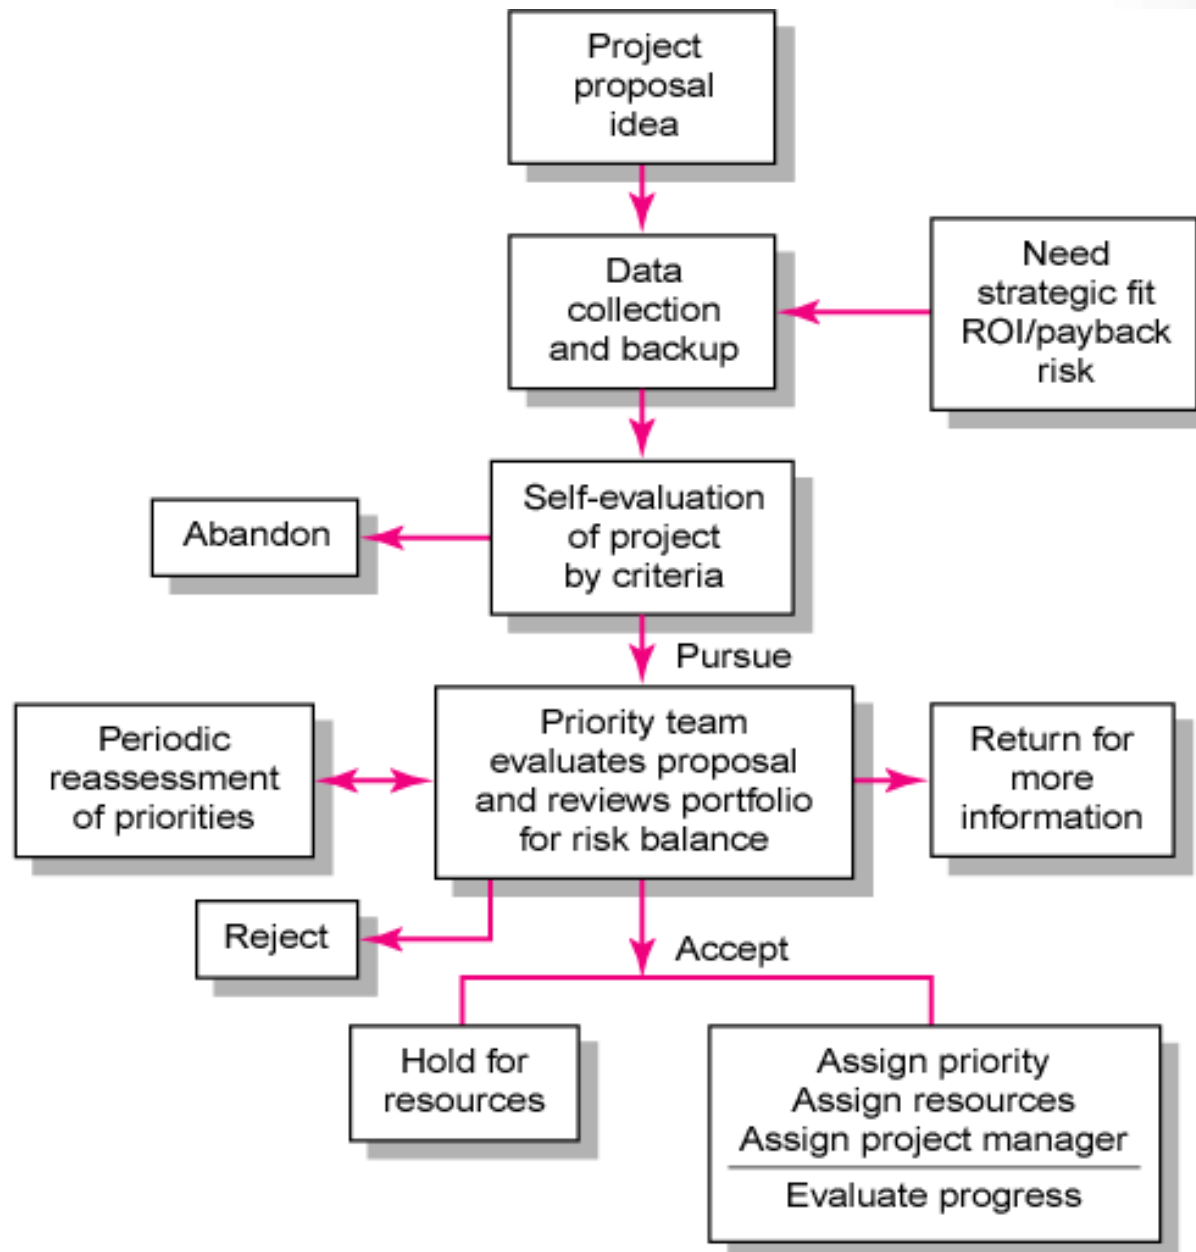 Project
proposal
idea
Data
collection
and backup
Need
strategic fit
ROI/payback
risk
Self-evaluation
of project
by criteria
Abandon
Pursue
Periodic
reassessment
of priorities
Priority team
evaluates proposal
and reviews portfolio
for risk balance
Return for
more
information
Reject
Accept
Hold for
resources
Assign priority
Assign resources
Assign project manager
Evaluate progress